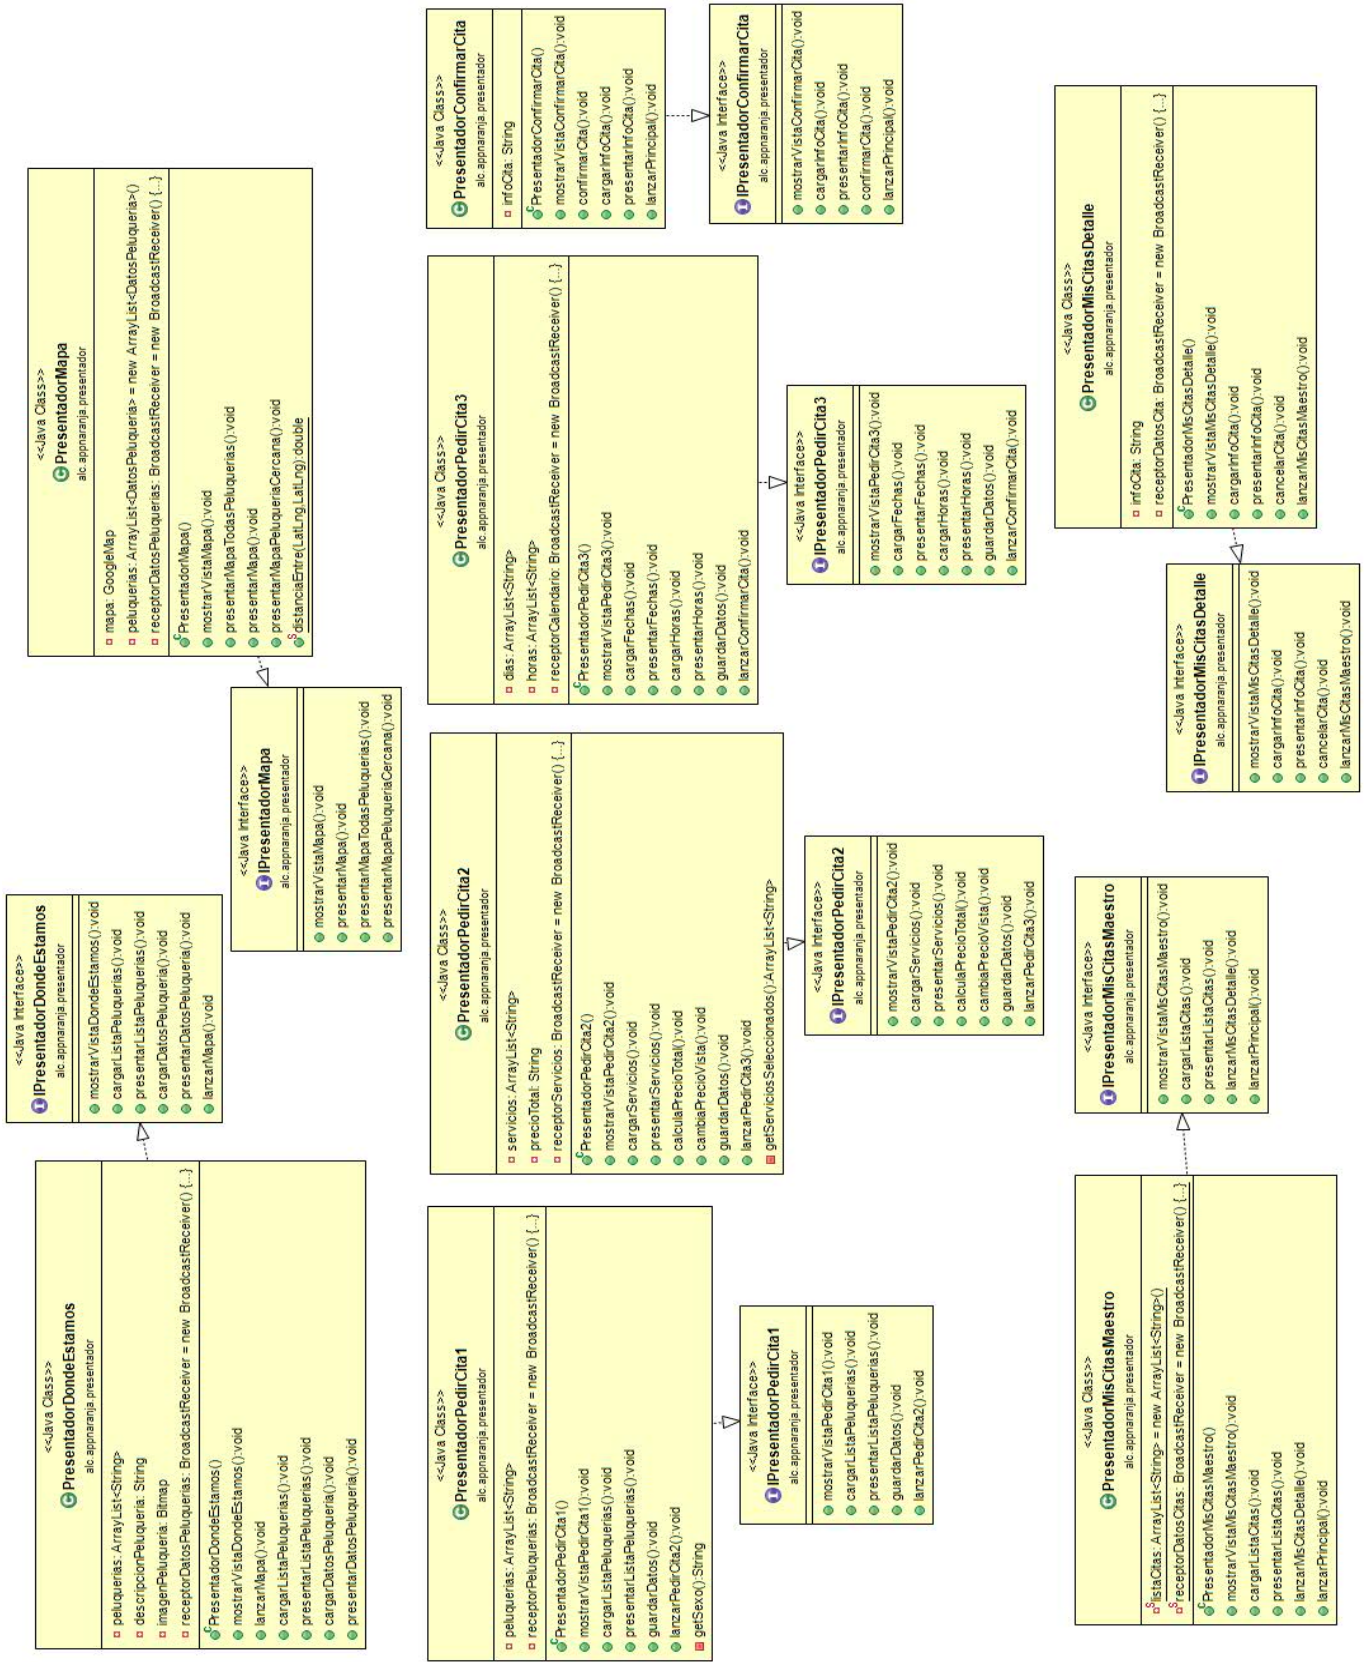 <<Java Class>>
PresentadorDondeEstamos
alc.appnaranja.presentador
peluquerias: ArrayList<String>
descripcionPeluqueria: String
imagenPeluqueria: Bitmap
receptorDatosPeluquerias: BroadcastReceiver = new BroadcastReceiver() {...}
PresentadorDondeEstamos()
mostrarVistaDondeEstamos():void
lanzarMapa():void
cargarListaPeluquerias():void
presentarListaPeluquerias():void
cargarDatosPeluqueria():void
presentarDatosPeluqueria():void
<<Java Interface>>
IPresentadorDondeEstamos
alc.appnaranja.presentador
mostrarVistaDondeEstamos():void
cargarListaPeluquerias():void
presentarListaPeluquerias():void
cargarDatosPeluqueria():void
presentarDatosPeluqueria():void
lanzarMapa():void
<<Java Interface>>
IPresentadorMapa
alc.appnaranja.presentador
mostrarVistaMapa():void
presentarMapa():void
presentarMapaTodasPeluquerias():void
presentarMapaPeluqueriaCercana():void
<<Java Class>>
PresentadorMapa
alc.appnaranja.presentador
mapa: GoogleMap
peluquerias: ArrayList<DatosPeluqueria> = new ArrayList<DatosPeluqueria>()
receptorDatosPeluquerias: BroadcastReceiver = new BroadcastReceiver() {...}
PresentadorMapa()
mostrarVistaMapa():void
presentarMapaTodasPeluquerias():void
presentarMapa():void
presentarMapaPeluqueriaCercana():void
distanciaEntre(LatLng,LatLng):double
<<Java Class>>
PresentadorPedirCita1
alc.appnaranja.presentador
peluquerias: ArrayList<String>
receptorPeluquerias: BroadcastReceiver = new BroadcastReceiver() {...}
PresentadorPedirCita1()
mostrarVistaPedirCita1():void
cargarListaPeluquerias():void
presentarListaPeluquerias():void
guardarDatos():void
lanzarPedirCita2():void
getSexo():String
<<Java Interface>>
IPresentadorPedirCita1
alc.appnaranja.presentador
mostrarVistaPedirCita1():void
cargarListaPeluquerias():void
presentarListaPeluquerias():void
guardarDatos():void
lanzarPedirCita2():void
<<Java Class>>
PresentadorPedirCita2
alc.appnaranja.presentador
servicios: ArrayList<String>
precioTotal: String
receptorServicios: BroadcastReceiver = new BroadcastReceiver() {...}
PresentadorPedirCita2()
mostrarVistaPedirCita2():void
cargarServicios():void
presentarServicios():void
calculaPrecioTotal():void
cambiaPrecioVista():void
guardarDatos():void
lanzarPedirCita3():void
getServiciosSeleccionados():ArrayList<String>
<<Java Interface>>
IPresentadorPedirCita2
alc.appnaranja.presentador
mostrarVistaPedirCita2():void
cargarServicios():void
presentarServicios():void
calculaPrecioTotal():void
cambiaPrecioVista():void
guardarDatos():void
lanzarPedirCita3():void
<<Java Class>>
PresentadorPedirCita3
alc.appnaranja.presentador
dias: ArrayList<String>
horas: ArrayList<String>
receptorCalendario: BroadcastReceiver = new BroadcastReceiver() {...}
PresentadorPedirCita3()
mostrarVistaPedirCita3():void
cargarFechas():void
presentarFechas():void
cargarHoras():void
presentarHoras():void
guardarDatos():void
lanzarConfirmarCita():void
<<Java Interface>>
IPresentadorPedirCita3
alc.appnaranja.presentador
mostrarVistaPedirCita3():void
cargarFechas():void
presentarFechas():void
cargarHoras():void
presentarHoras():void
guardarDatos():void
lanzarConfirmarCita():void
<<Java Class>>
PresentadorConfirmarCita
alc.appnaranja.presentador
infoCita: String
PresentadorConfirmarCita()
mostrarVistaConfirmarCita():void
confirmarCita():void
cargarInfoCita():void
presentarInfoCita():void
lanzarPrincipal():void
<<Java Interface>>
IPresentadorConfirmarCita
alc.appnaranja.presentador
mostrarVistaConfirmarCita():void
cargarInfoCita():void
presentarInfoCita():void
confirmarCita():void
lanzarPrincipal():void
<<Java Class>>
PresentadorMisCitasMaestro
alc.appnaranja.presentador
listaCitas: ArrayList<String> = new ArrayList<String>()
receptorDatosCitas: BroadcastReceiver = new BroadcastReceiver() {...}
PresentadorMisCitasMaestro()
mostrarVistaMisCitasMaestro():void
cargarListaCitas():void
presentarListaCitas():void
lanzarMisCitasDetalle():void
lanzarPrincipal():void
<<Java Interface>>
IPresentadorMisCitasMaestro
alc.appnaranja.presentador
mostrarVistaMisCitasMaestro():void
cargarListaCitas():void
presentarListaCitas():void
lanzarMisCitasDetalle():void
lanzarPrincipal():void
<<Java Interface>>
IPresentadorMisCitasDetalle
alc.appnaranja.presentador
mostrarVistaMisCitasDetalle():void
cargarInfoCita():void
presentarInfoCita():void
cancelarCita():void
lanzarMisCitasMaestro():void
<<Java Class>>
PresentadorMisCitasDetalle
alc.appnaranja.presentador
infoCita: String
receptorDatosCita: BroadcastReceiver = new BroadcastReceiver() {...}
PresentadorMisCitasDetalle()
mostrarVistaMisCitasDetalle():void
cargarInfoCita():void
presentarInfoCita():void
cancelarCita():void
lanzarMisCitasMaestro():void